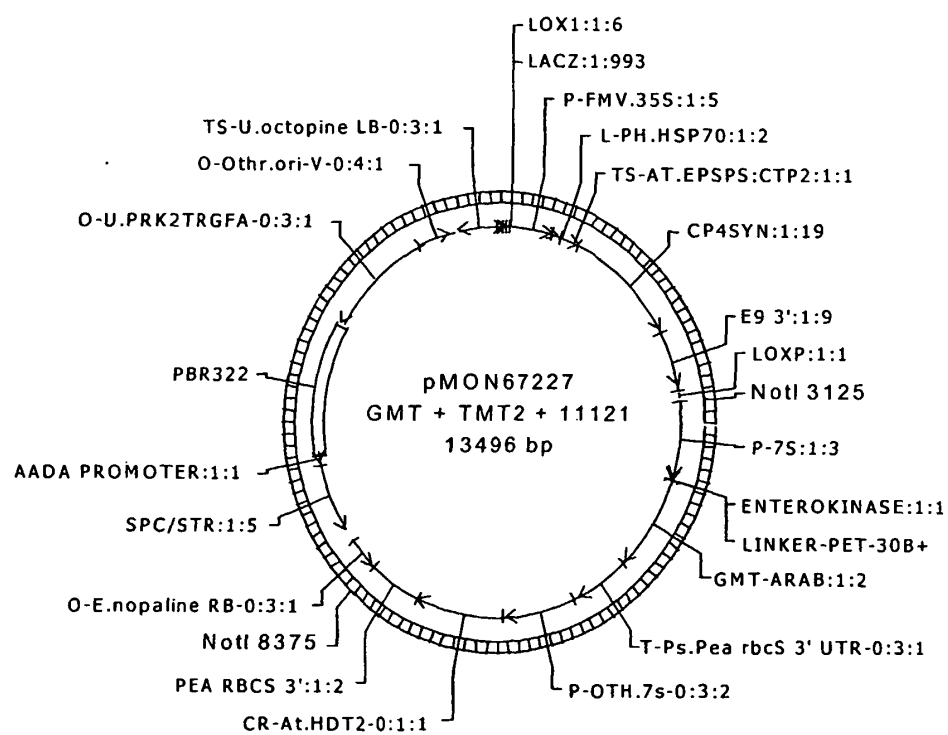 LOX1:1:6
LACZ:1:993
P-FMV.35S:1:5
TS-U.octopine LB-0:3:1
L-PH.HSP70:1:2
O-Othr.ori-V-0:4:1
TS-AT.EPSPS:CTP2:1:1
O-U.PRK2TRGFA-0:3:1
CP4SYN:1:19
E9 3':1:9
LOXP:1:1
PBR322
pMON67227
NotI 3125
GMT + TMT2 + 11121
13496 bp
P-7S:1:3
AADA PROMOTER:1:1
ENTEROKINASE:1:1
SPC/STR:1:5
LINKER-PET-30B+
GMT-ARAB:1:2
O-E.nopaline RB-0:3:1
NotI 8375
T-Ps.Pea rbcS 3' UTR-0:3:1
PEA RBCS 3':1:2
P-OTH.7s-0:3:2
CR-At.HDT2-0:1:1